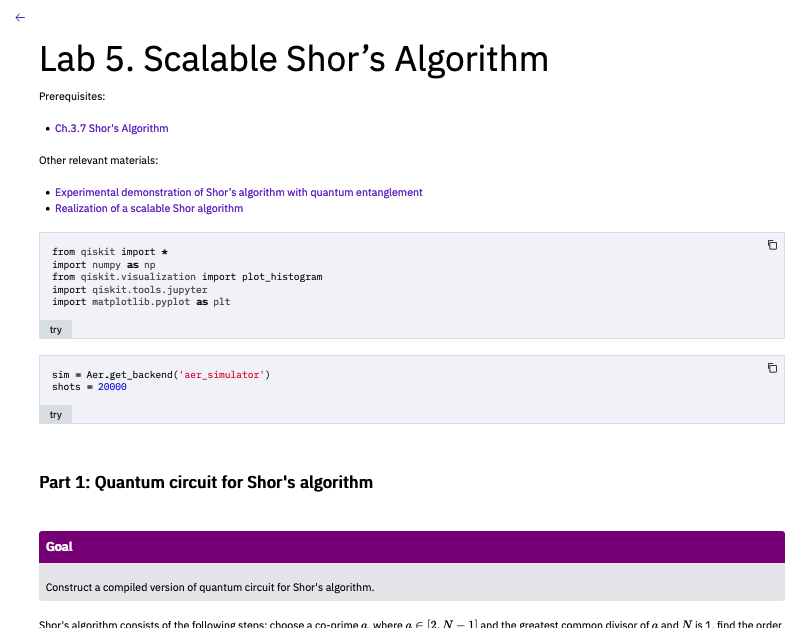 Lab 5. Scalable Shor’s Algorithm
Prerequisites:
Ch.3.7 Shor's Algorithm
Other relevant materials:
Experimental demonstration of Shor’s algorithm with quantum entanglement
Realization of a scalable Shor algorithm
from qiskit import *
import numpy as np
from qiskit.visualization import plot_histogram
import qiskit.tools.jupyter
import matplotlib.pyplot as plt
try
sim = Aer.get_backend('aer_simulator')
shots = 20000
try
Part 1: Quantum circuit for Shor's algorithm
Goal
Construct a compiled version of quantum circuit for Shor's algorithm.
Shor's algorithm consists of the following steps: choose a co-prime a, where a ∈ [2, N − 1] and the greatest common divisor of a and N is 1, find the order